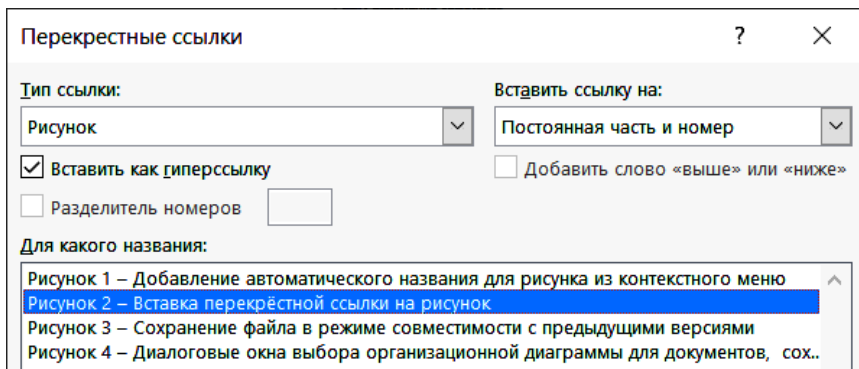 Перекрестные ссылки ?
Тип ссылки: Вставить ссылку на:
Рисунок Постоянная часть и номер
Вставить как гиперссылку Добавить слово «выше» или «ниже»
Разделитель номеров
Для какого названия:
Рисунок 1 – Добавление автоматического названия для рисунка из контекстного меню
Рисунок 2 – Вставка перекрёстной ссылки на рисунок
Рисунок 3 – Сохранение файла в режиме совместимости с предыдущими версиями
Рисунок 4 – Диалоговые окна выбора организационной диаграммы для документов, сох..